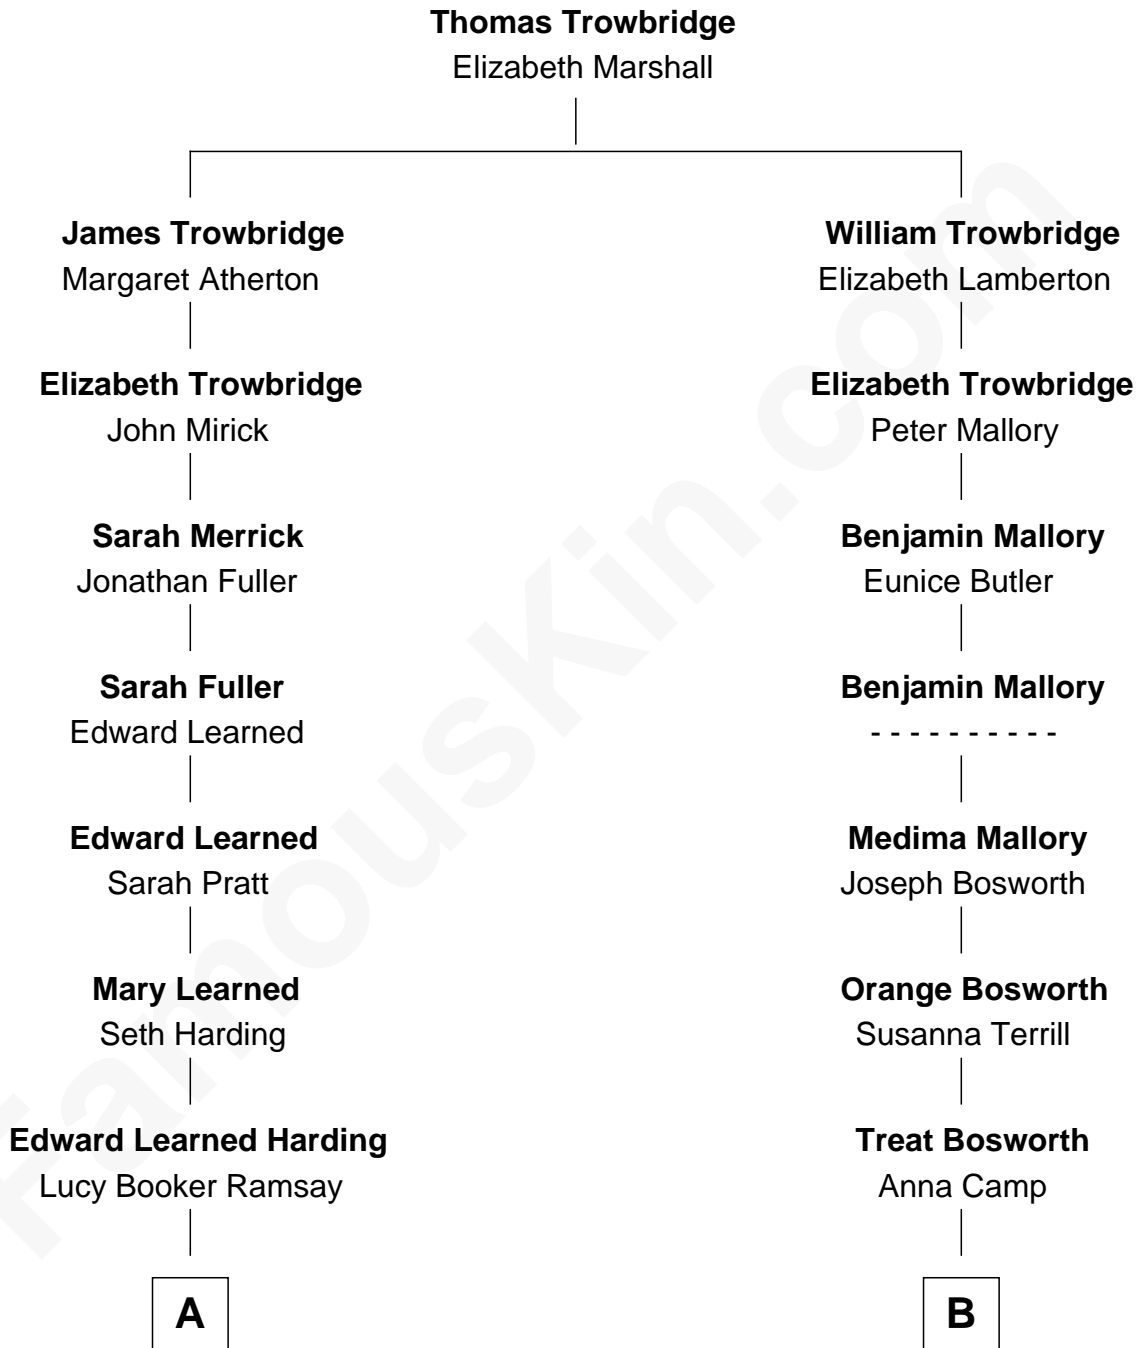 Thomas Trowbridge
Elizabeth Marshall
James Trowbridge
Margaret Atherton
William Trowbridge
Elizabeth Lamberton
Elizabeth Trowbridge
John Mirick
Elizabeth Trowbridge
Peter Mallory
Sarah Merrick
Jonathan Fuller
Benjamin Mallory
Eunice Butler
Sarah Fuller
Edward Learned
Benjamin Mallory
- - - - - - - - - -
Edward Learned
Sarah Pratt
Medima Mallory
Joseph Bosworth
Mary Learned
Seth Harding
Orange Bosworth
Susanna Terrill
Edward Learned Harding
Lucy Booker Ramsay
Treat Bosworth
Anna Camp
A
B
FamousKin.com